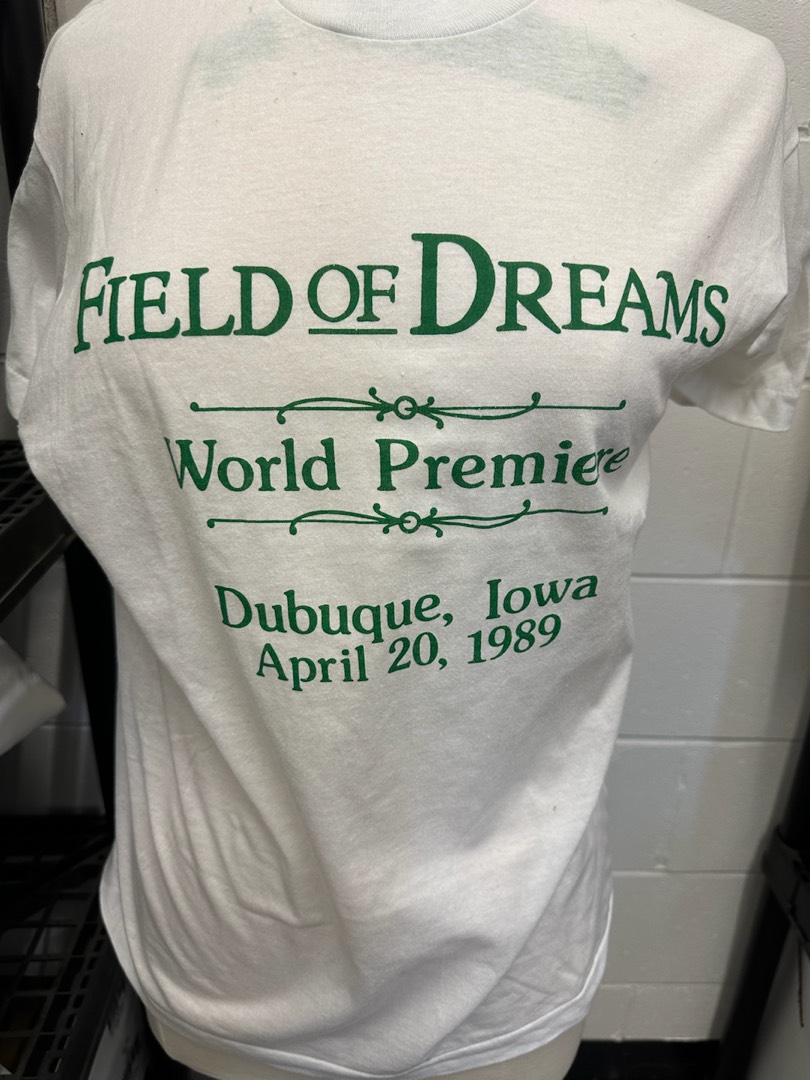 FIELD OF DREAMS
World Premiere
Dubuque, Iowa
April 20, 1989